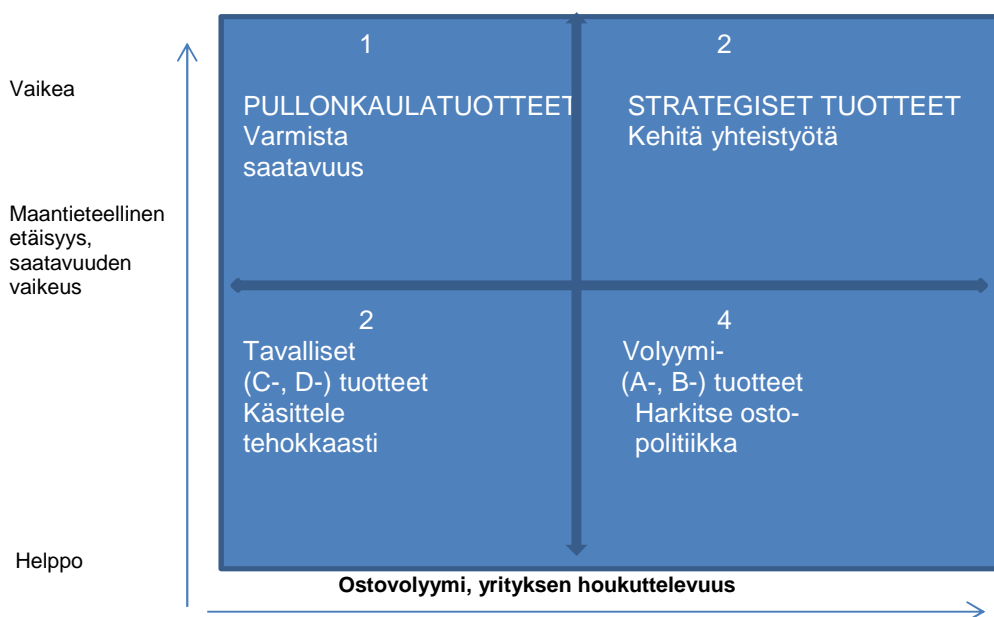 1
2
Vaikea
PULLONKAULATUOTTEET
Varmista
saatavuus
STRATEGISET TUOTTEET
Kehitä yhteistyötä
Maantieteellinen
etäisyys,
saatavuuden
vaikeus
2
Tavalliset
(C-, D-) tuotteet
Käsittele
tehokkaasti
4
Volyymi-
(A-, B-) tuotteet
Harkitse osto-
politiikka
Helppo
Ostovolyymi, yrityksen houkuttelevuus